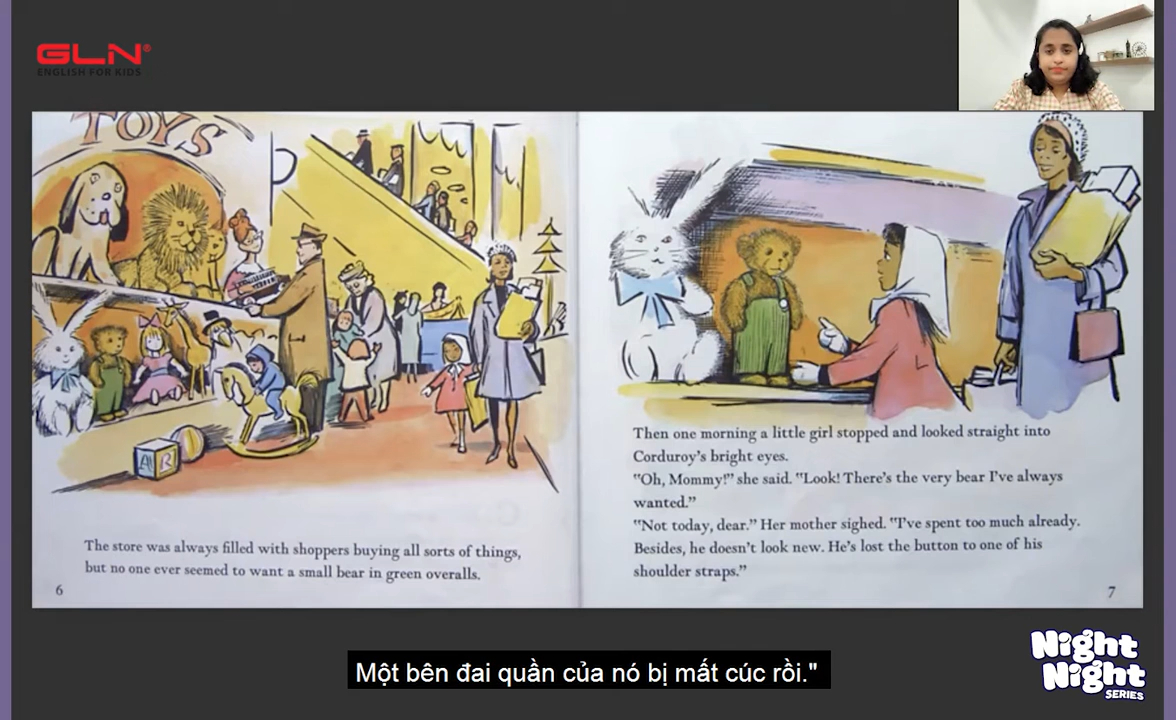 GLN®
ENGLISH FOR KIDS
TOYS
A R
The store was always filled with shoppers buying all sorts of things,
but no one ever seemed to want a small bear in green overalls.
6
Then one morning a little girl stopped and looked straight into
Corduroy's bright eyes.
"Oh, Mommy!" she said. "Look! There's the very bear I've always
wanted."
"Not today, dear." Her mother sighed. "I've spent too much already.
Besides, he doesn't look new. He's lost the button to one of his
shoulder straps."
7
Một bên đai quần của nó bị mất cúc rồi."
Night
Night
SERIES